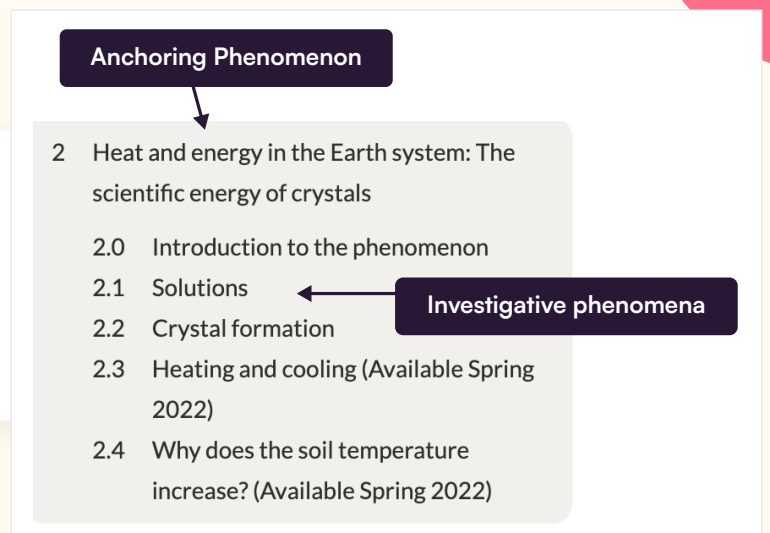 Anchoring Phenomenon
2 Heat and energy in the Earth system: The
scientific energy of crystals
2.0 Introduction to the phenomenon
2.1 Solutions
Investigative phenomena
2.2 Crystal formation
2.3 Heating and cooling (Available Spring
2022)
2.4 Why does the soil temperature
increase? (Available Spring 2022)